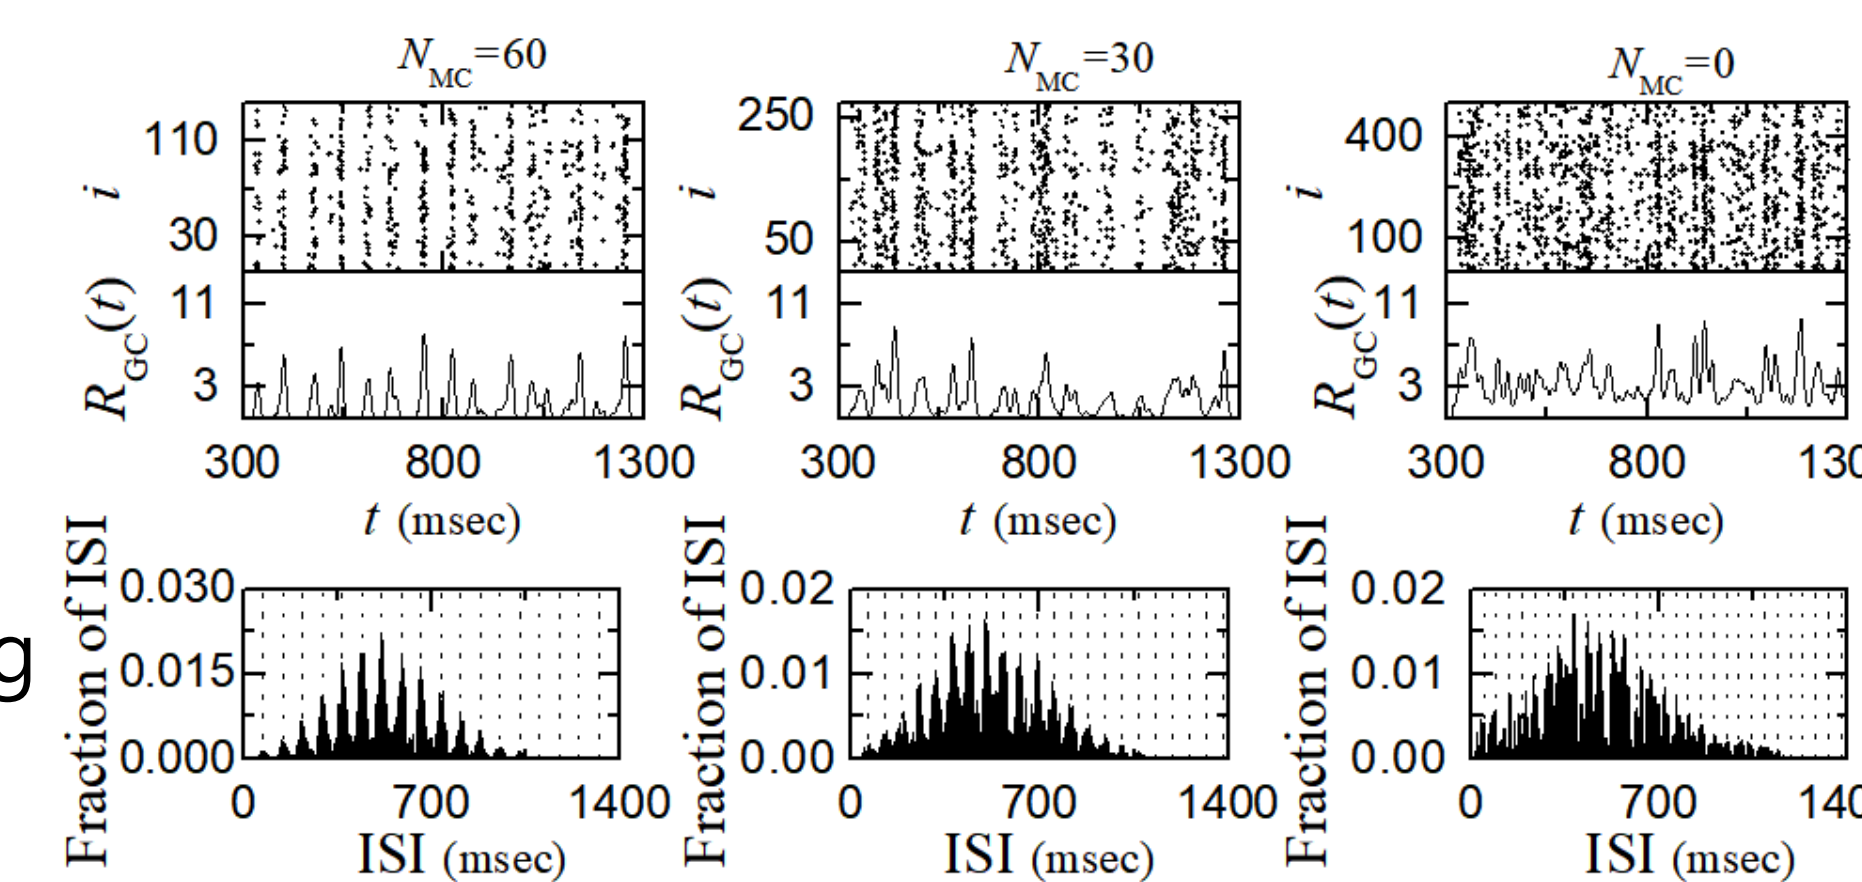 N_MC=60 N_MC=30 N_MC=0
110 250 400
i i i
30 50 100
R_GC(t) R_GC(t) R_GC(t)
11 11 11
3 3 3
300 800 1300 300 800 1300 300 800 130
t (msec) t (msec) t (msec)
Fraction of ISI Fraction of ISI Fraction of ISI
0.030 0.02 0.02
g
0.015 0.01 0.01
0.000 0.00 0.00
0 700 1400 0 700 1400 0 700 140
ISI (msec) ISI (msec) ISI (msec)